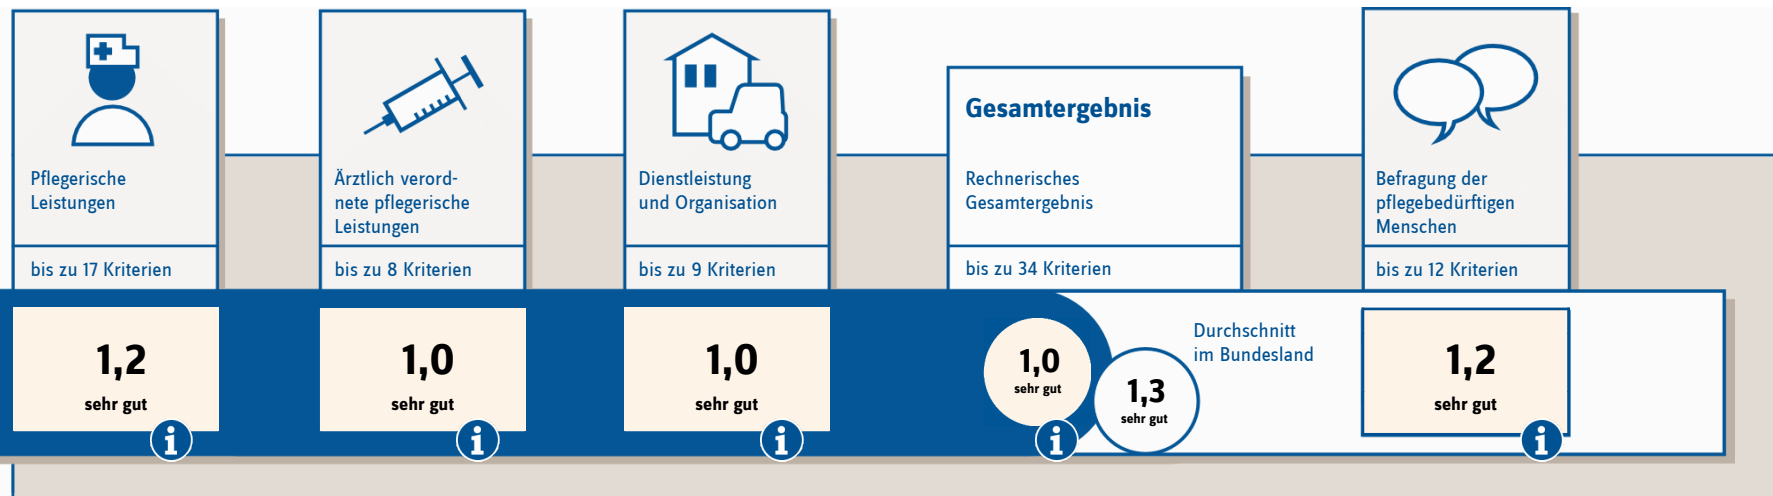 Pflegerische
Leistungen
bis zu 17 Kriterien
1,2
sehr gut
i
Ärztlich verord-
nete pflegerische
Leistungen
bis zu 8 Kriterien
1,0
sehr gut
i
Dienstleistung
und Organisation
bis zu 9 Kriterien
1,0
sehr gut
i
Gesamtergebnis
Rechnerisches
Gesamtergebnis
bis zu 34 Kriterien
1,0
sehr gut
i
1,3
sehr gut
Durchschnitt
im Bundesland
Befragung der
pflegebedürftigen
Menschen
bis zu 12 Kriterien
1,2
sehr gut
i